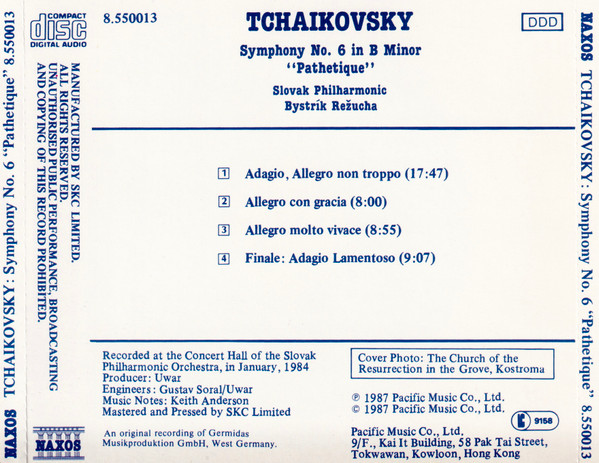 COMPACT
disc
DIGITAL AUDIO
8.550013
TCHAIKOVSKY
DDD
Symphony No. 6 in B Minor
"Pathetique"
Slovak Philharmonic
Bystrík Režucha
1 Adagio, Allegro non troppo (17:47)
2 Allegro con gracia (8:00)
3 Allegro molto vivace (8:55)
4 Finale: Adagio Lamentoso (9:07)
MANUFACTURED BY SKC LIMITED.
ALL RIGHTS RESERVED.
UNAUTHORISED PUBLIC PERFORMANCE, BROADCASTING
AND COPYING OF THIS RECORD PROHIBITED.
Recorded at the Concert Hall of the Slovak
Philharmonic Orchestra, in January, 1984
Producer: Uwar
Engineers: Gustav Soral/Uwar
Music Notes: Keith Anderson
Mastered and Pressed by SKC Limited
An original recording of Germidas
Musikproduktion GmbH, West Germany.
Cover Photo: The Church of the
Resurrection in the Grove, Kostroma
℗ 1987 Pacific Music Co., Ltd.
© 1987 Pacific Music Co., Ltd.
K 9158
Pacific Music Co., Ltd.
9/F., Kai It Building, 58 Pak Tai Street,
Tokwawan, Kowloon, Hong Kong
NAXOS
NAXOS TCHAIKOVSKY: Symphony No. 6 "Pathetique" 8.550013
NAXOS TCHAIKOVSKY: Symphony No. 6 "Pathetique" 8.550013